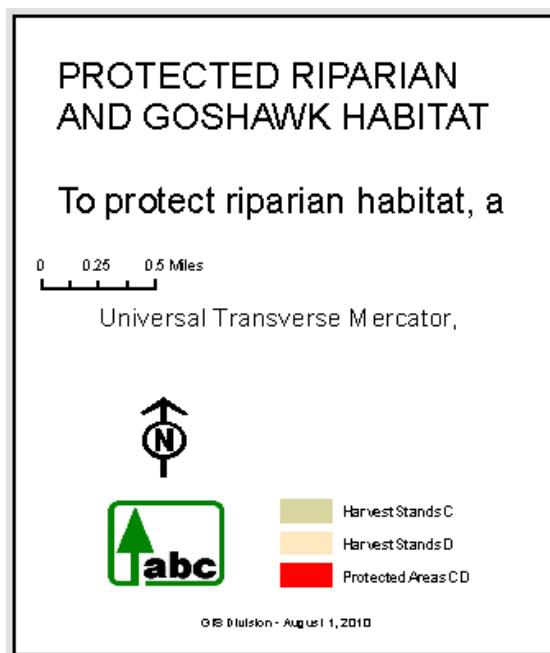 PROTECTED RIPARIAN
AND GOSHAWK HABITAT
To protect riparian habitat, a
0 0.25 0.5 Miles
Universal Transverse Mercator,
N
abc
Harvest Stands C
Harvest Stands D
Protected Areas CD
GIS Division - August 1, 2010